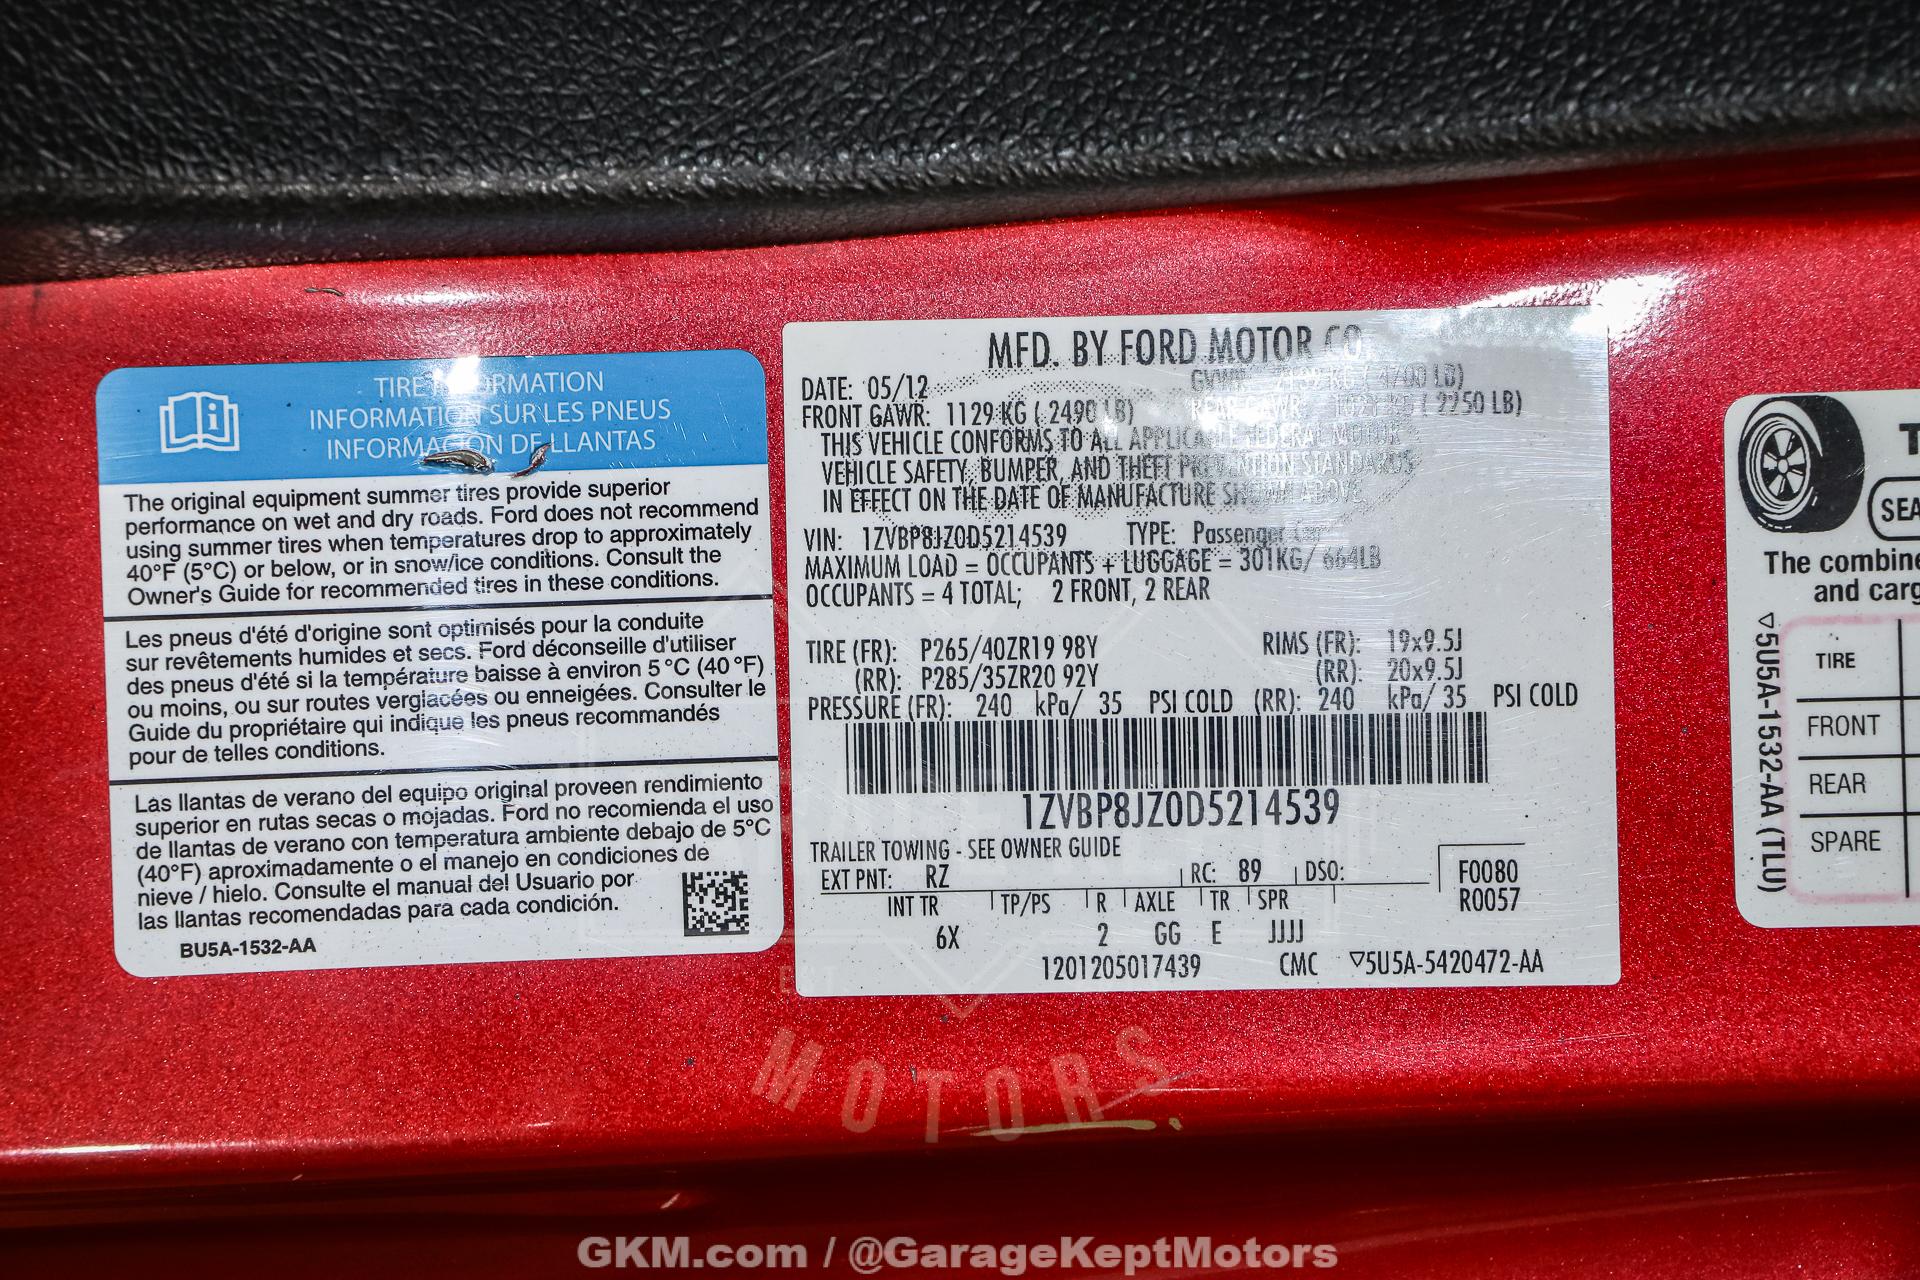 TIRE INFORMATION
INFORMATION SUR LES PNEUS
INFORMACIÓN DE LLANTAS
The original equipment summer tires provide superior
performance on wet and dry roads. Ford does not recommend
using summer tires when temperatures drop to approximately
40°F (5°C) or below, or in snow/ice conditions. Consult the
Owner's Guide for recommended tires in these conditions.
Les pneus d'été d'origine sont optimisés pour la conduite
sur revêtements humides et secs. Ford déconseille d'utiliser
des pneus d'été si la température baisse à environ 5°C (40°F)
ou moins, ou sur routes verglacées ou enneigées. Consulter le
Guide du propriétaire qui indique les pneus recommandés
pour de telles conditions.
Las llantas de verano del equipo original proveen rendimiento
superior en rutas secas o mojadas. Ford no recomienda el uso
de llantas de verano con temperatura ambiente debajo de 5°C
(40°F) aproximadamente o el manejo en condiciones de
nieve / hielo. Consulte el manual del Usuario por
las llantas recomendadas para cada condición.
BU5A-1532-AA
MFD. BY FORD MOTOR CO.
DATE: 05/12 GVWR: KG ( 4700 LB)
FRONT GAWR: 1129 KG ( 2490 LB) REAR GAWR: KG ( 2250 LB)
THIS VEHICLE CONFORMS TO ALL APPLICABLE FEDERAL MOTOR
VEHICLE SAFETY, BUMPER, AND THEFT PREVENTION STANDARDS
IN EFFECT ON THE DATE OF MANUFACTURE SHOWN ABOVE.
VIN: 1ZVBP8JZ0D5214539 TYPE: Passenger Car
MAXIMUM LOAD = OCCUPANTS + LUGGAGE = 301KG/ 664LB
OCCUPANTS = 4 TOTAL; 2 FRONT, 2 REAR
TIRE (FR): P265/40ZR19 98Y RIMS (FR): 19x9.5J
(RR): P285/35ZR20 92Y (RR): 20x9.5J
PRESSURE (FR): 240 kPa/ 35 PSI COLD (RR): 240 kPa/ 35 PSI COLD
1ZVBP8JZ0D5214539
TRAILER TOWING - SEE OWNER GUIDE
EXT PNT: RZ RC: 89 DSO: F0080
INT TR TP/PS R AXLE TR SPR R0057
6X 2 GG E JJJJ
1201205017439 CMC ▽5U5A-5420472-AA
SEA
The combine
and carg
▽5U5A-1532-AA (TLU)
TIRE
FRONT
REAR
SPARE
MOTORS
GKM.com / @GarageKeptMotors